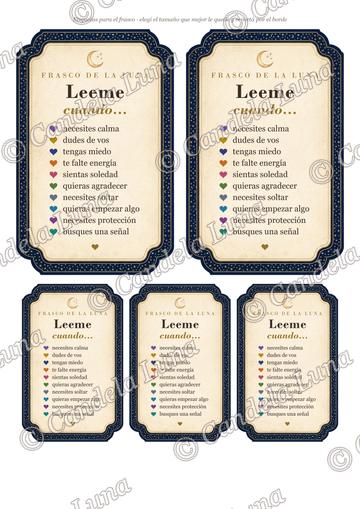 Etiquetas para el frasco · elegí el tamaño que mejor le quede y recortá por el borde
FRASCO DE LA LUNA
Leeme
cuando...
necesites calma
dudes de vos
tengas miedo
te falte energía
sientas soledad
quieras agradecer
necesites soltar
quieras empezar algo
necesites protección
busques una señal
FRASCO DE LA LUNA
Leeme
cuando...
necesites calma
dudes de vos
tengas miedo
te falte energía
sientas soledad
quieras agradecer
necesites soltar
quieras empezar algo
necesites protección
busques una señal
FRASCO DE LA LUNA
Leeme
cuando...
necesites calma
dudes de vos
tengas miedo
te falte energía
sientas soledad
quieras agradecer
necesites soltar
quieras empezar algo
necesites protección
busques una señal
FRASCO DE LA LUNA
Leeme
cuando...
necesites calma
dudes de vos
tengas miedo
te falte energía
sientas soledad
quieras agradecer
necesites soltar
quieras empezar algo
necesites protección
busques una señal
FRASCO DE LA LUNA
Leeme
cuando...
necesites calma
dudes de vos
tengas miedo
te falte energía
sientas soledad
quieras agradecer
necesites soltar
quieras empezar algo
necesites protección
busques una señal
© Candela Luna